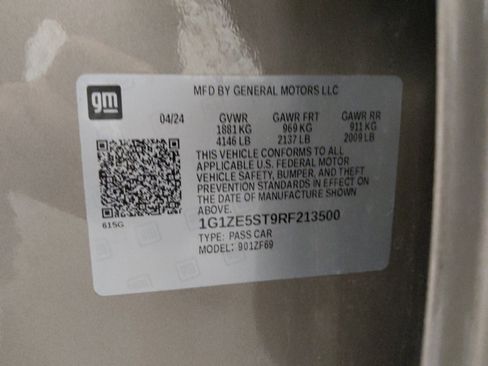 gm
MFD BY GENERAL MOTORS LLC
04/24 GVWR GAWR FRT GAWR RR
1881 KG 969 KG 911 KG
4146 LB 2137 LB 2009 LB
THIS VEHICLE CONFORMS TO ALL
APPLICABLE U.S. FEDERAL MOTOR
VEHICLE SAFETY, BUMPER, AND THEFT
PREVENTION STANDARDS IN EFFECT ON
THE DATE OF MANUFACTURE SHOWN
ABOVE.
615G
1G1ZE5ST9RF213500
TYPE: PASS CAR
MODEL: 901ZF69